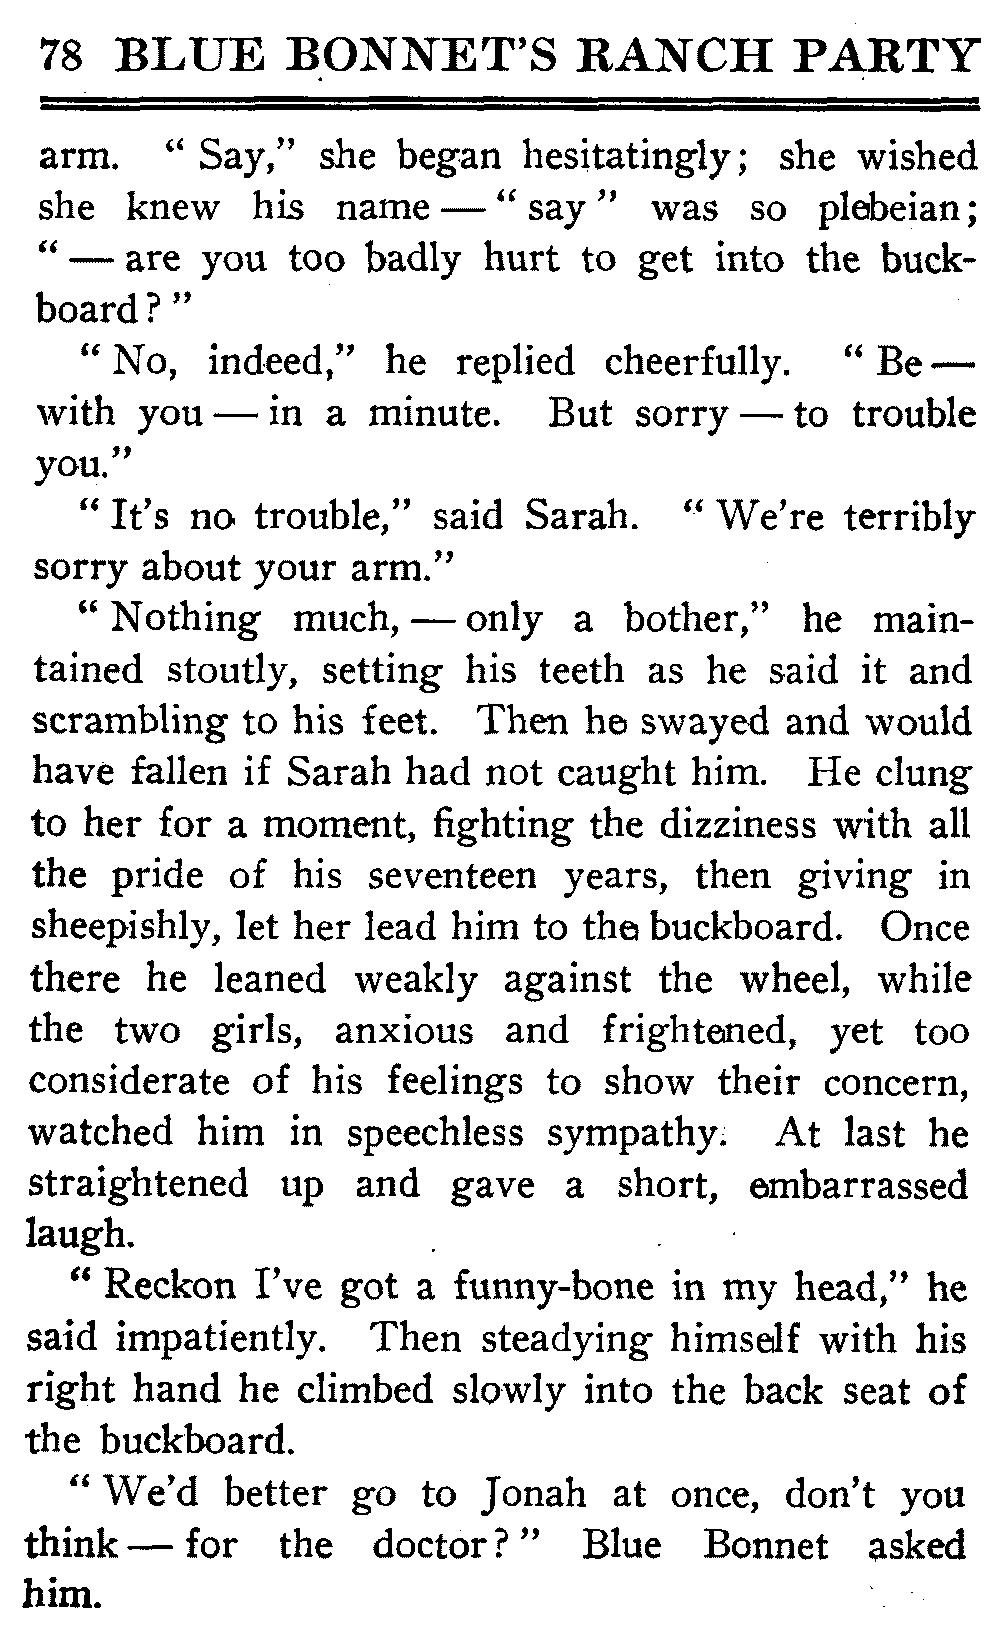 78 BLUE BONNET'S RANCH PARTY
arm. “ Say,” she began hesitatingly; she wished
she knew his name — “ say ” was so plebeian;
“ — are you too badly hurt to get into the buck-
board? ”
“ No, indeed,” he replied cheerfully. “ Be —
with you — in a minute. But sorry — to trouble
you.”
“ It's no trouble,” said Sarah. “ We're terribly
sorry about your arm.”
“ Nothing much, — only a bother,” he main-
tained stoutly, setting his teeth as he said it and
scrambling to his feet. Then he swayed and would
have fallen if Sarah had not caught him. He clung
to her for a moment, fighting the dizziness with all
the pride of his seventeen years, then giving in
sheepishly, let her lead him to the buckboard. Once
there he leaned weakly against the wheel, while
the two girls, anxious and frightened, yet too
considerate of his feelings to show their concern,
watched him in speechless sympathy. At last he
straightened up and gave a short, embarrassed
laugh.
“ Reckon I've got a funny-bone in my head,” he
said impatiently. Then steadying himself with his
right hand he climbed slowly into the back seat of
the buckboard.
“ We'd better go to Jonah at once, don't you
think — for the doctor? ” Blue Bonnet asked
him.